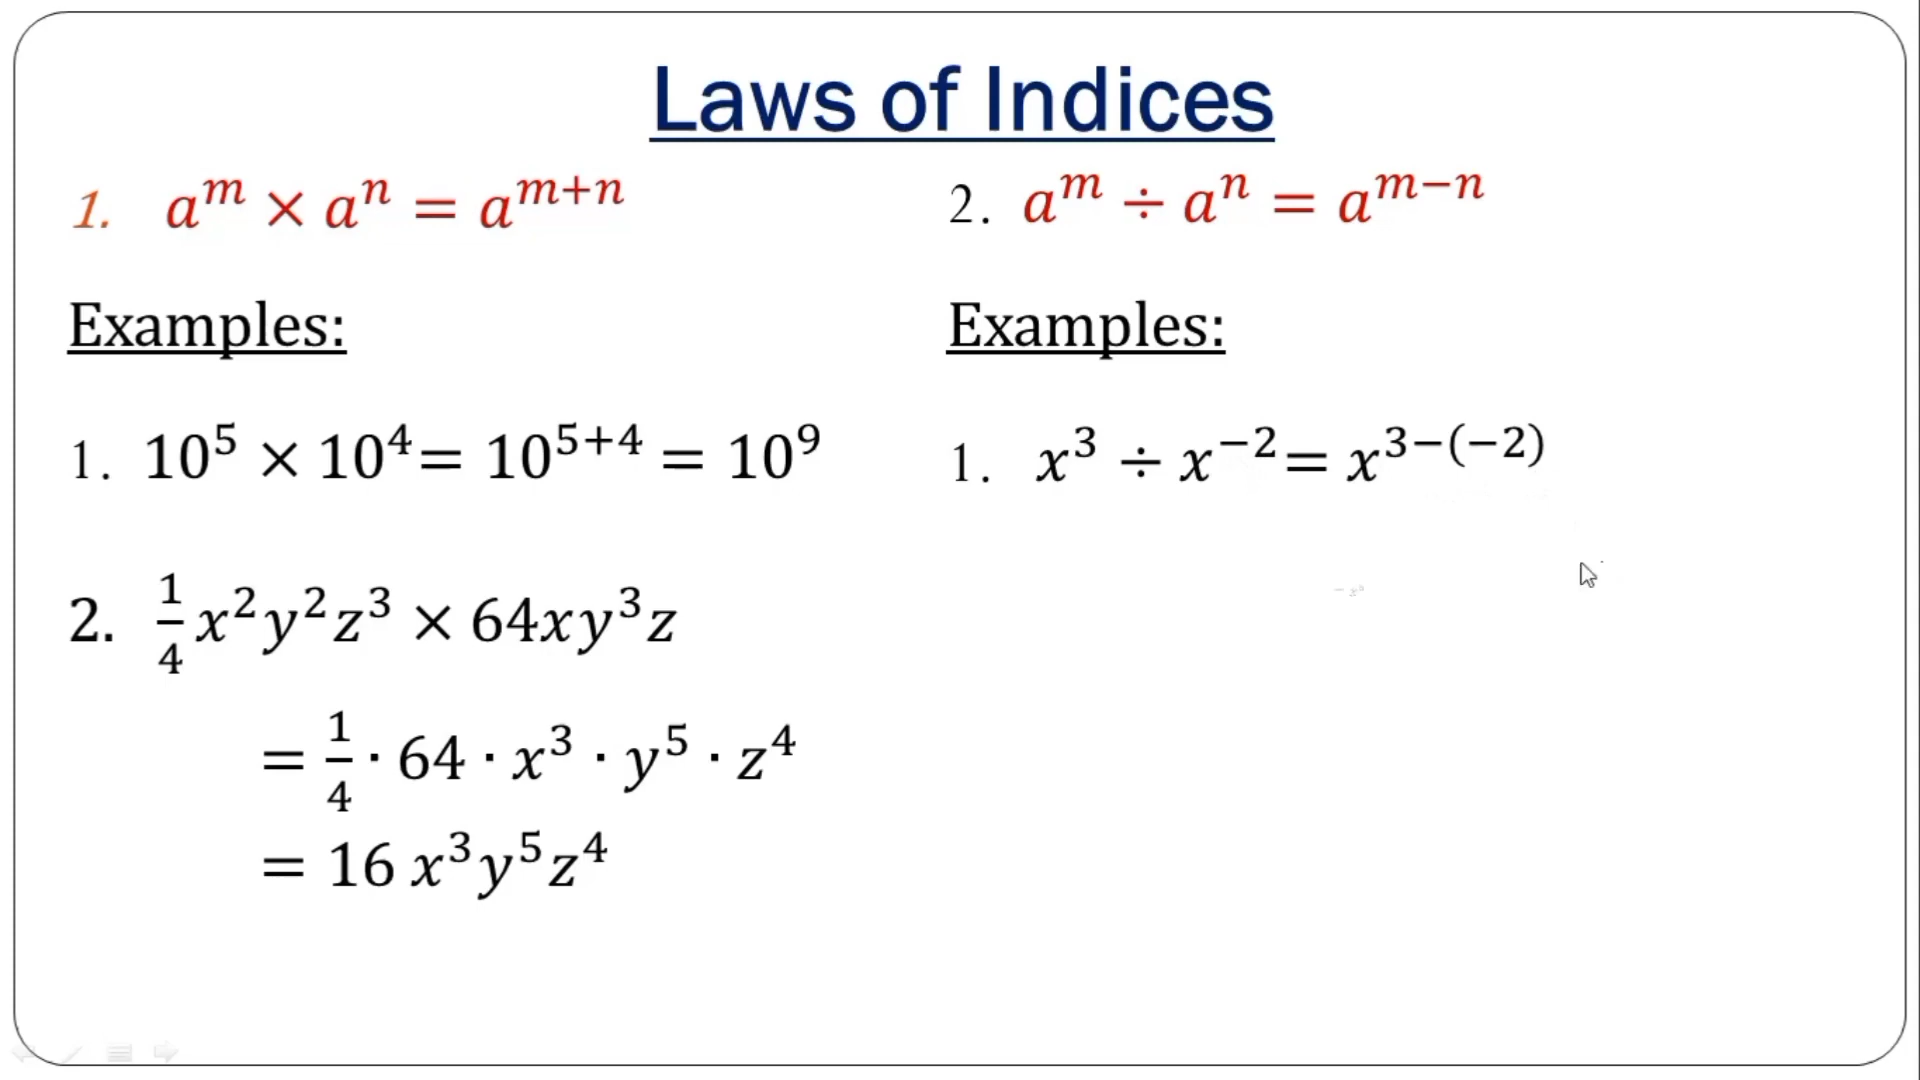 Laws of Indices
1. a^m × a^n = a^{m+n}
Examples:
1. 10^5 × 10^4 = 10^{5+4} = 10^9
2. \frac{1}{4} x^2y^2z^3 × 64xy^3z
= \frac{1}{4} · 64 · x^3 · y^5 · z^4
= 16 x^3y^5z^4
2. a^m ÷ a^n = a^{m−n}
Examples:
1. x^3 ÷ x^{−2} = x^{3−(−2)}